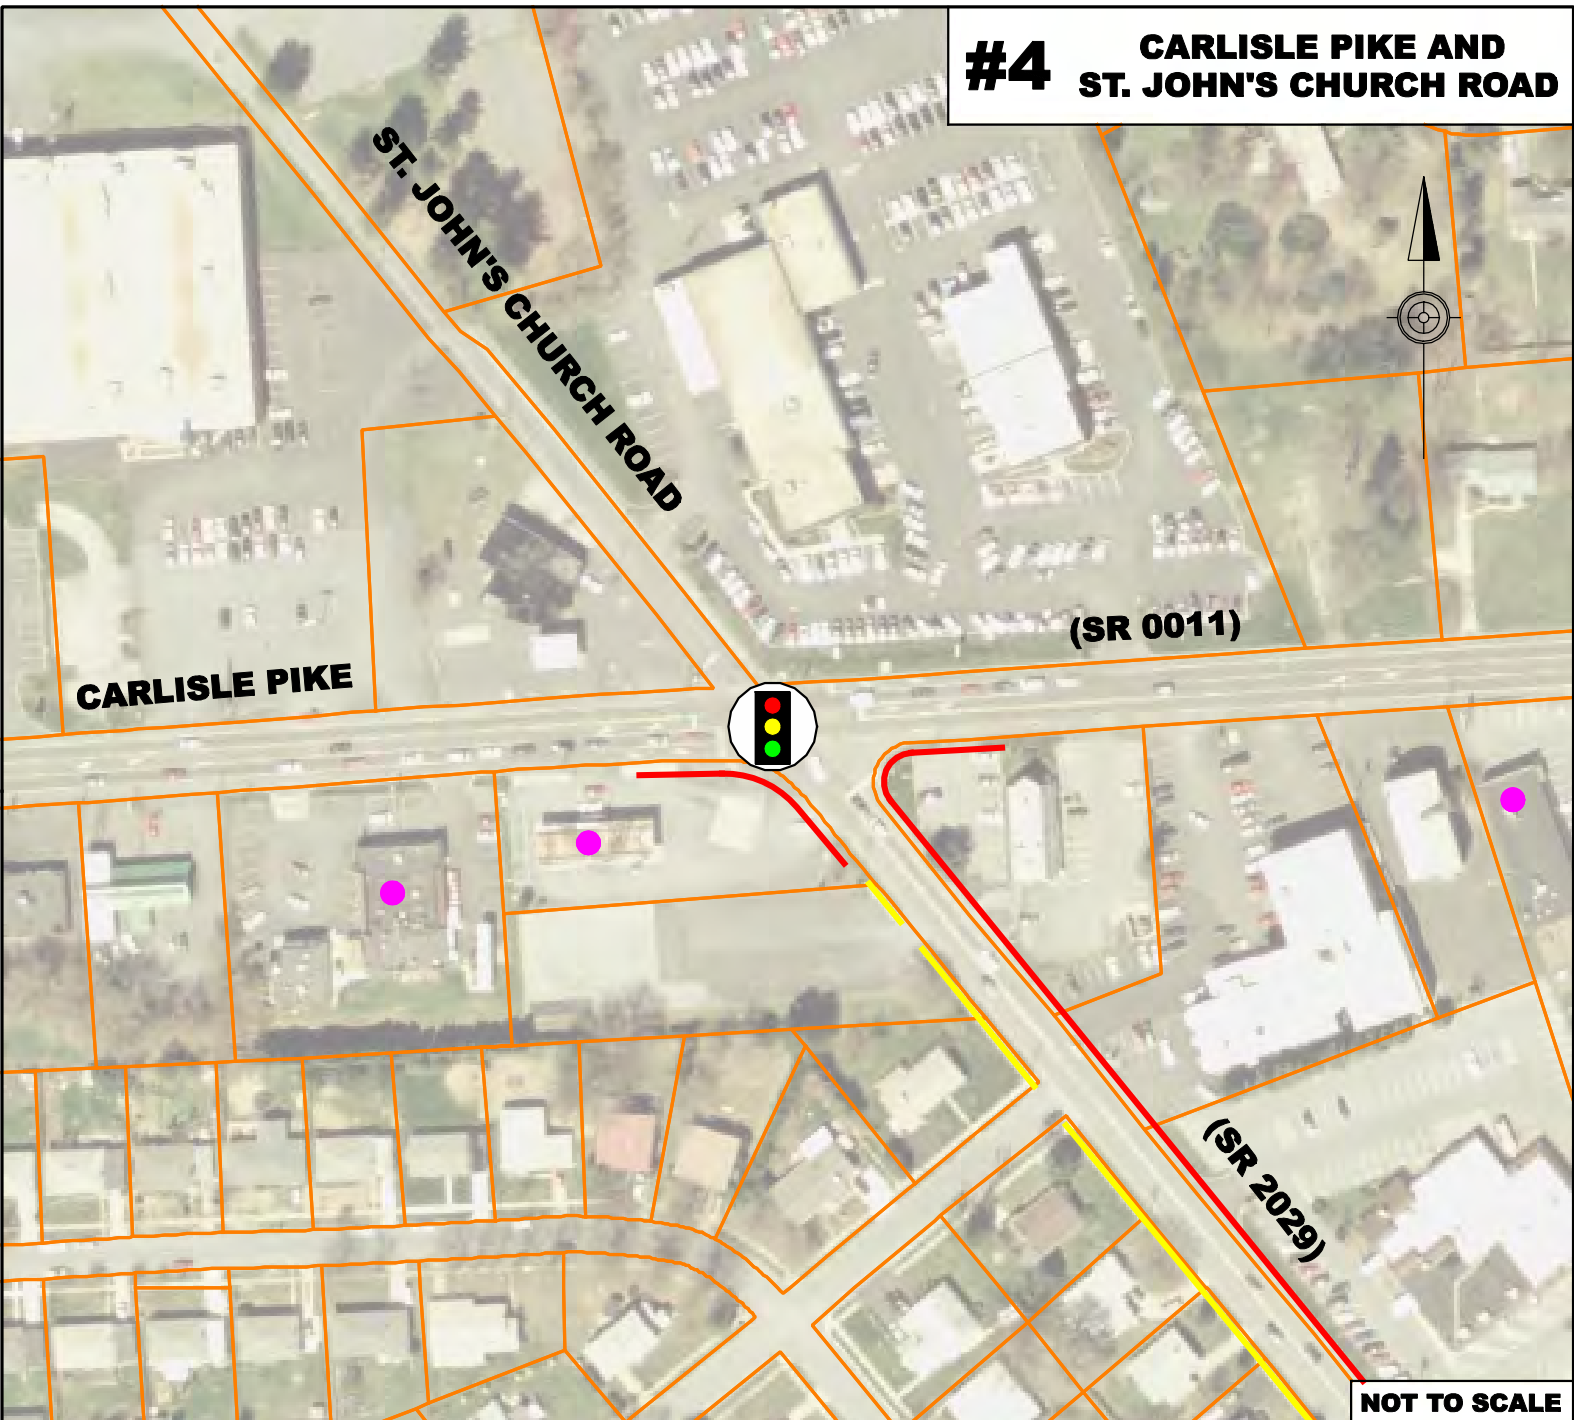 #4
CARLISLE PIKE AND
ST. JOHN'S CHURCH ROAD
ST. JOHN'S CHURCH ROAD
(SR 0011)
CARLISLE PIKE
(SR 2029)
NOT TO SCALE